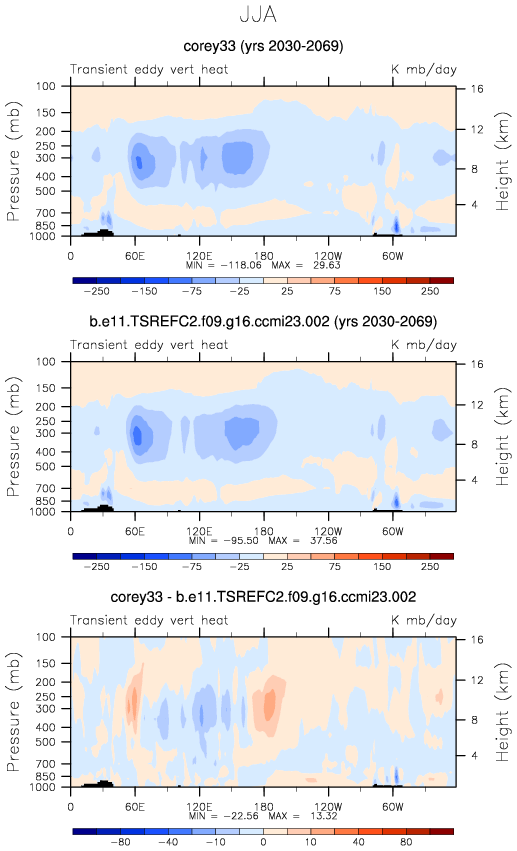 JJA
corey33 (yrs 2030-2069)
Transient eddy vert heat K mb/day
Pressure (mb)
100
200
250
300
400
500
700
850
1000
16
12
8
4
Height (km)
0 60E 120E 180 120W 60W
MIN = -118.06 MAX = 29.63
-250 -150 -75 -25 25 75 150 250
b.e11.TSREFC2.f09.g16.ccmi23.002 (yrs 2030-2069)
Transient eddy vert heat K mb/day
Pressure (mb)
100
200
250
300
400
500
700
850
1000
16
12
8
4
Height (km)
0 60E 120E 180 120W 60W
MIN = -95.50 MAX = 37.56
-250 -150 -75 -25 25 75 150 250
corey33 - b.e11.TSREFC2.f09.g16.ccmi23.002
Transient eddy vert heat K mb/day
Pressure (mb)
100
150
200
250
300
400
500
700
850
1000
16
12
8
4
Height (km)
0 60E 120E 180 120W 60W
MIN = -22.56 MAX = 13.32
-80 -40 -10 0 10 40 80